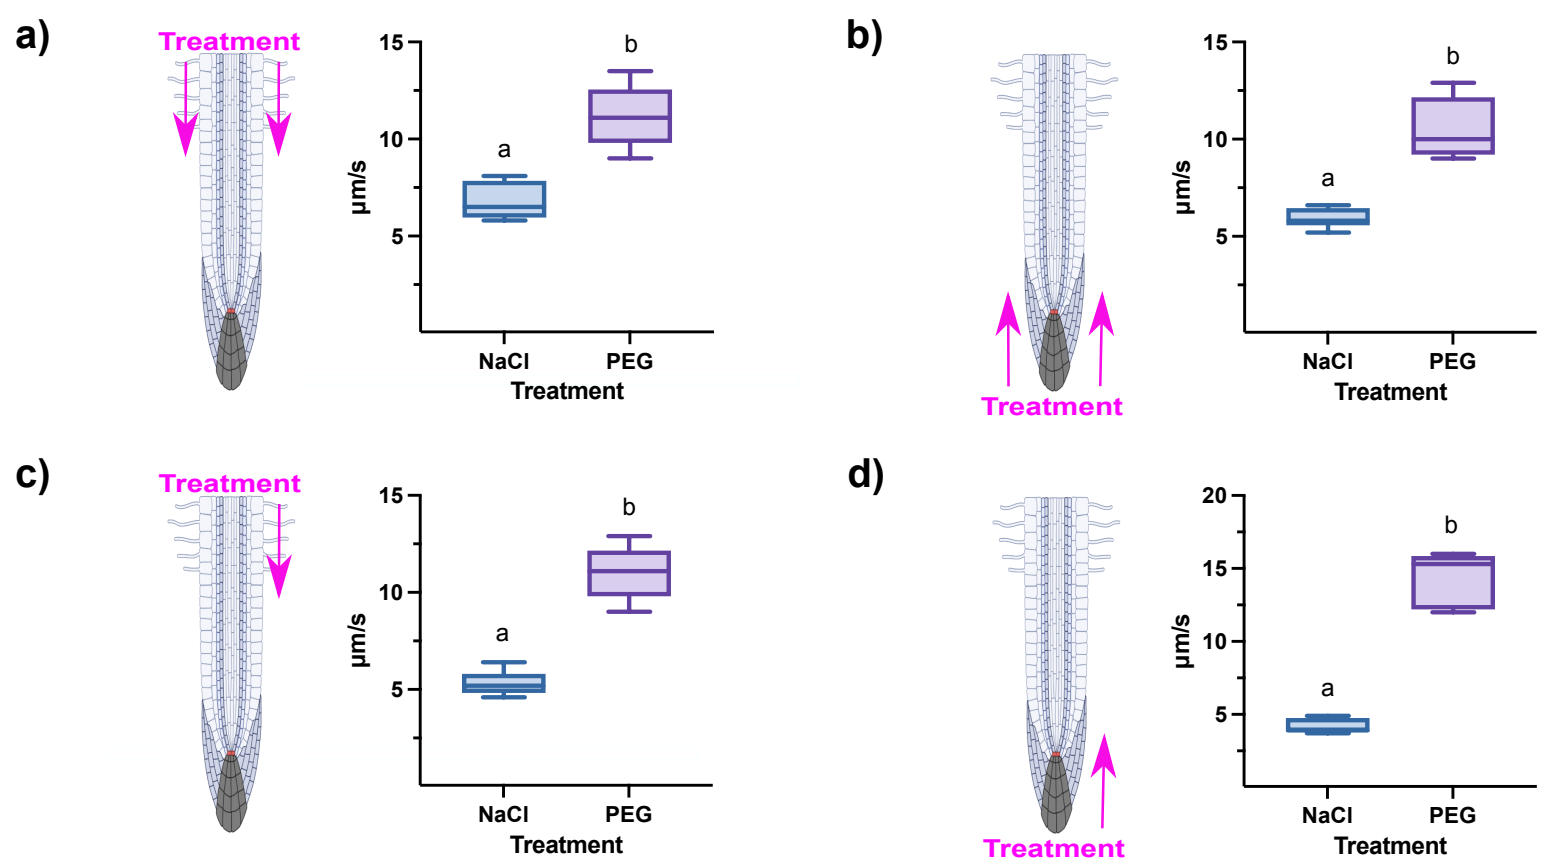 a)
Treatment
15
10
5
µm/s
a
b
NaCl PEG
Treatment
b)
15
10
5
µm/s
a
b
NaCl PEG
Treatment
Treatment
c)
Treatment
15
10
5
µm/s
a
b
NaCl PEG
Treatment
d)
20
15
10
5
µm/s
a
b
NaCl PEG
Treatment
Treatment